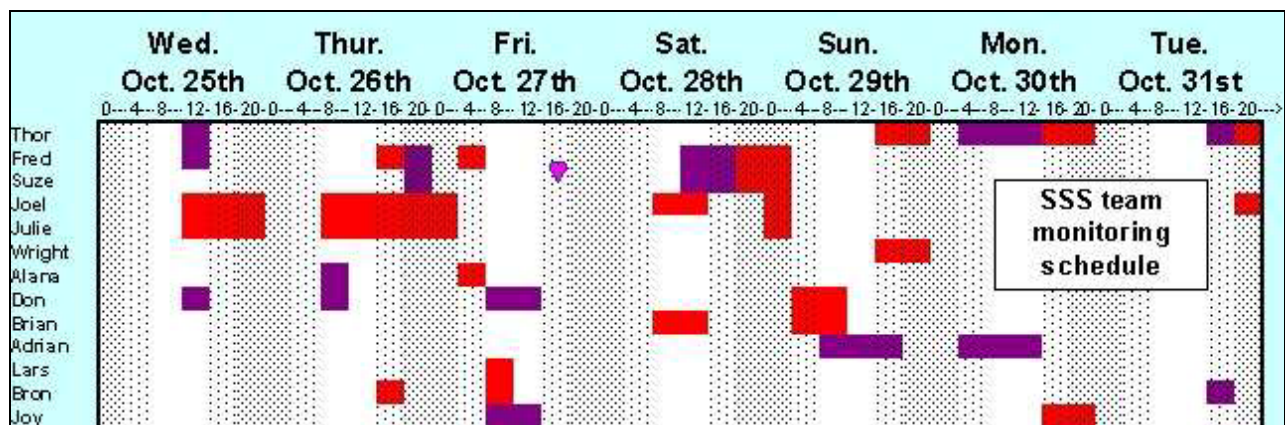 Wed. Thur. Fri. Sat. Sun. Mon. Tue.
Oct. 25th Oct. 26th Oct. 27th Oct. 28th Oct. 29th Oct. 30th Oct. 31st
0---4--8---12-16-20-0---4--8---12-16-20-0---4--8---12-16-20-0---4--8---12-16-20-0---4--8---12-16-20-0---4--8---12-16-20-0---4--8---12-16-20--->
Thor
Fred
Suze
Joel
Julie
Wright
Alana
Don
Brian
Adrian
Lars
Bron
Joy
SSS team
monitoring
schedule